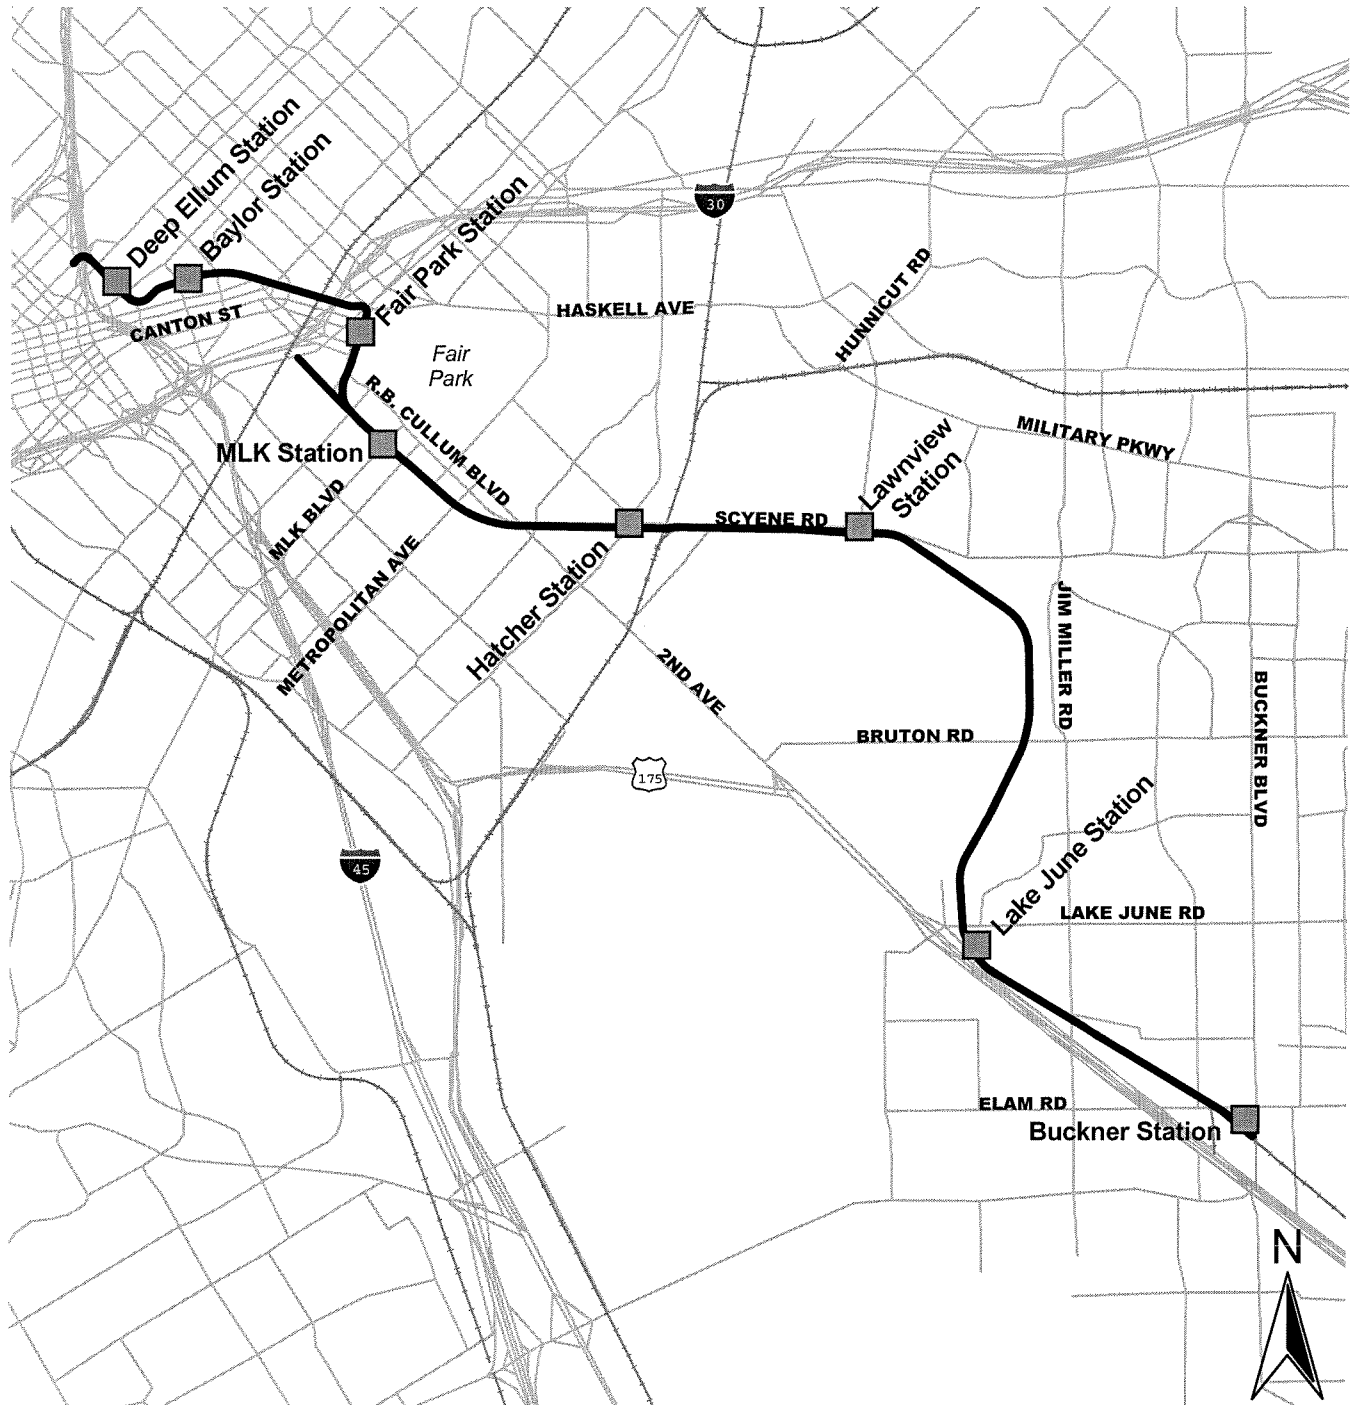 Deep Ellum Station
Baylor Station
Fair Park Station
30
CANTON ST
HASKELL AVE
HUNNICUT RD
Fair
Park
R.B. CULLUM BLVD
MILITARY PKWY
MLK Station
Lawnview
Station
MLK BLVD
SCYENE RD
METROPOLITAN AVE
Hatcher Station
JIM MILLER RD
2ND AVE
BUCKNER BLVD
BRUTON RD
175
Lake June Station
45
LAKE JUNE RD
ELAM RD
Buckner Station
N